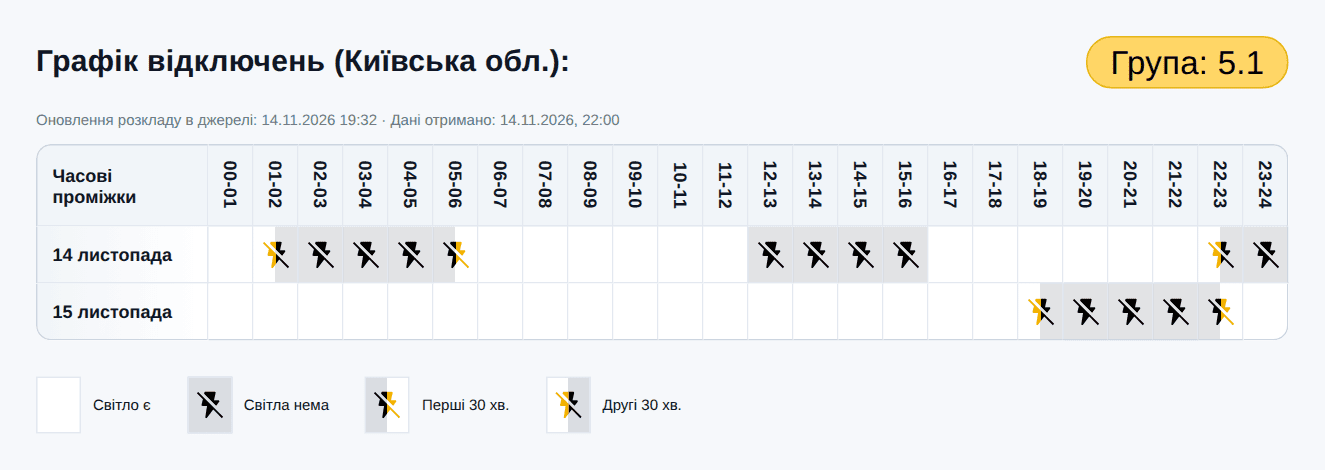 Графік відключень (Київська обл.):
Група: 5.1
Оновлення розкладу в джерелі: 14.11.2026 19:32 · Дані отримано: 14.11.2026, 22:00
Часові
проміжки
00-01
01-02
02-03
03-04
04-05
05-06
06-07
07-08
08-09
09-10
10-11
11-12
12-13
13-14
14-15
15-16
16-17
17-18
18-19
19-20
20-21
21-22
22-23
23-24
14 листопада
15 листопада
Світло є
Світла нема
Перші 30 хв.
Другі 30 хв.